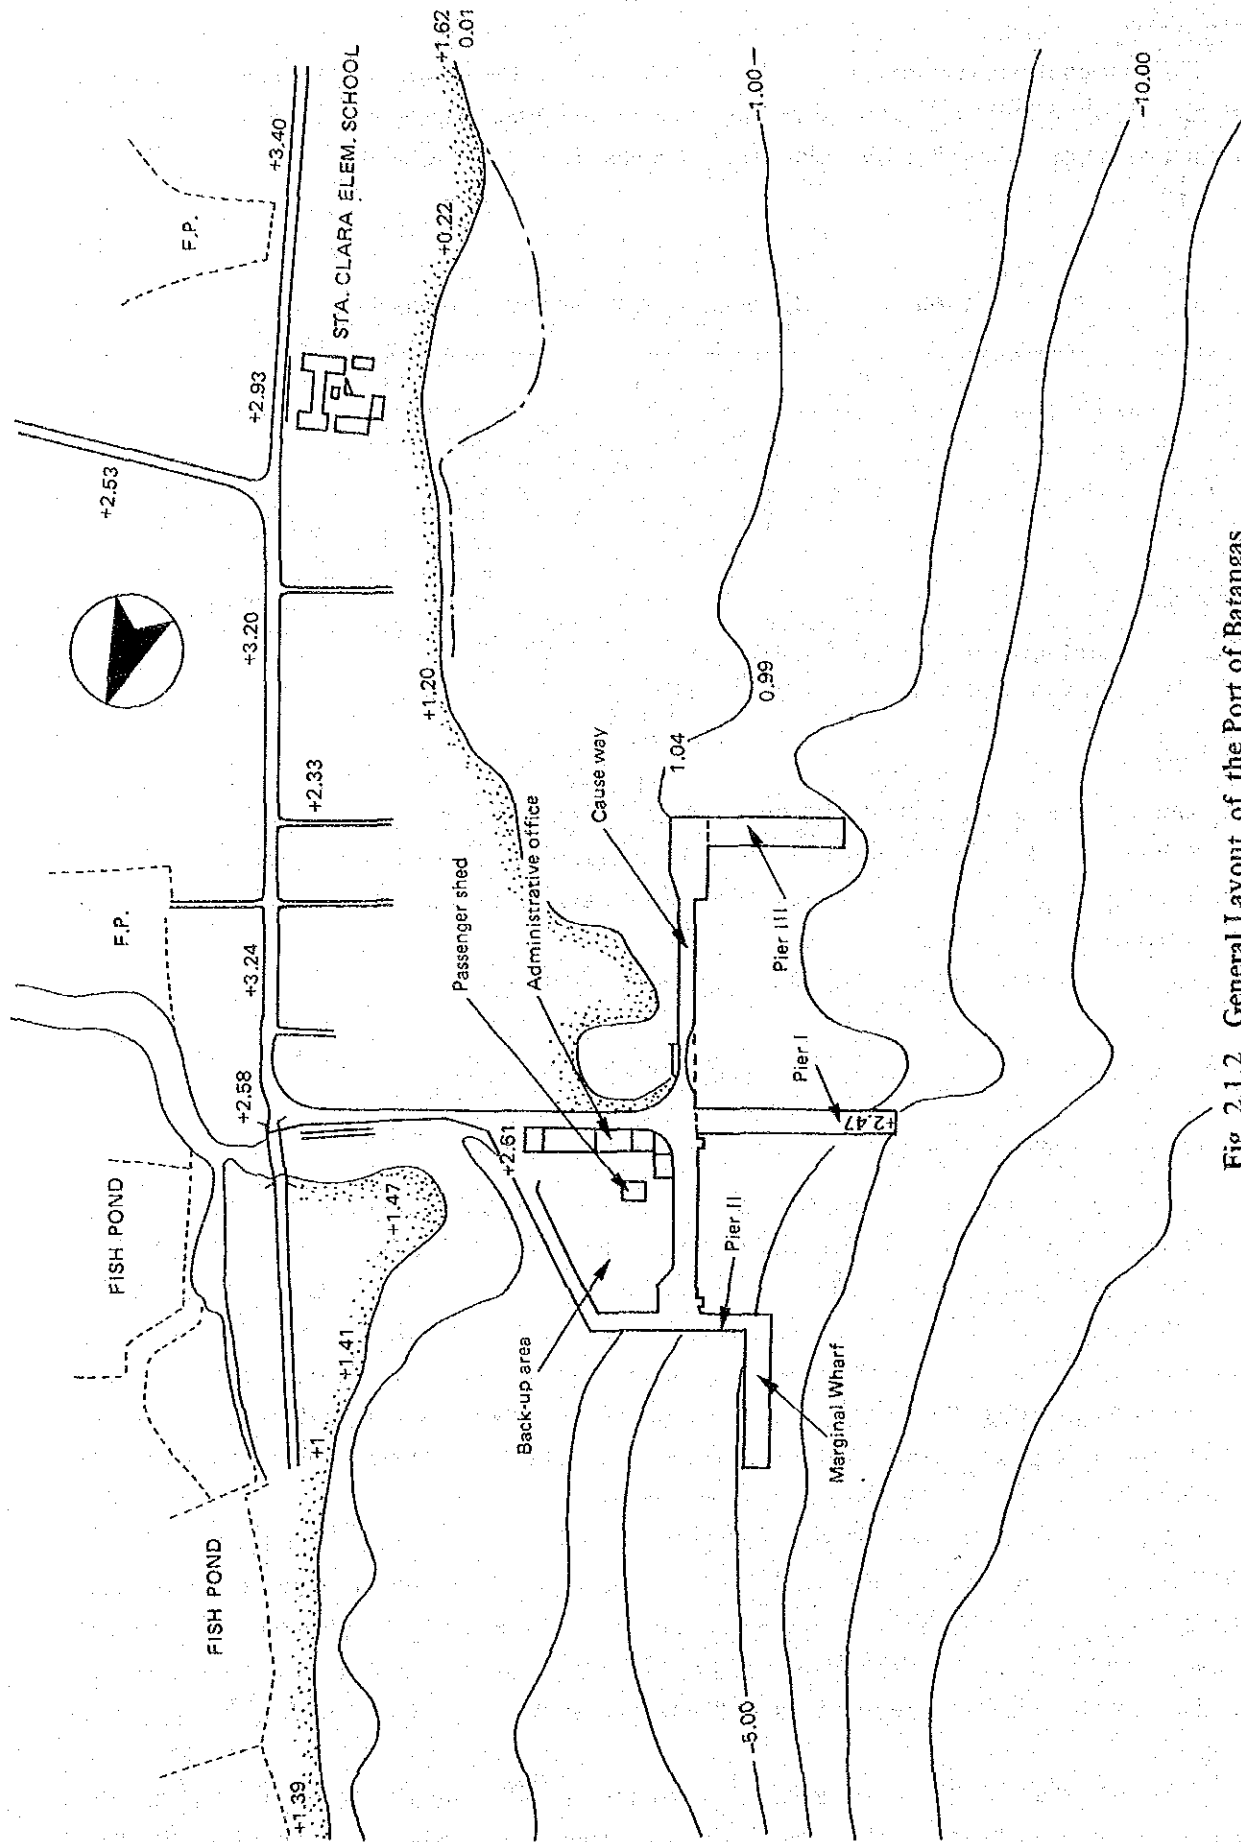 FISH POND
FISH POND
F.P.
F.P.
+2.53
+1.39
+1
+1.41
+1.47
+2.58
+3.24
+3.20
+2.93
+3.40
STA. CLARA ELEM. SCHOOL
+2.33
+1.20
+0.22
+1.62
0.01
+2.61
Passenger shed
Administrative office
Cause way
Back-up area
1.04
0.99
-1.00
Pier II
Pier I
Pier III
+2.47
Marginal Wharf
-5.00
-10.00
Fig. 2.1.2 General Layout of the Port of Batangas